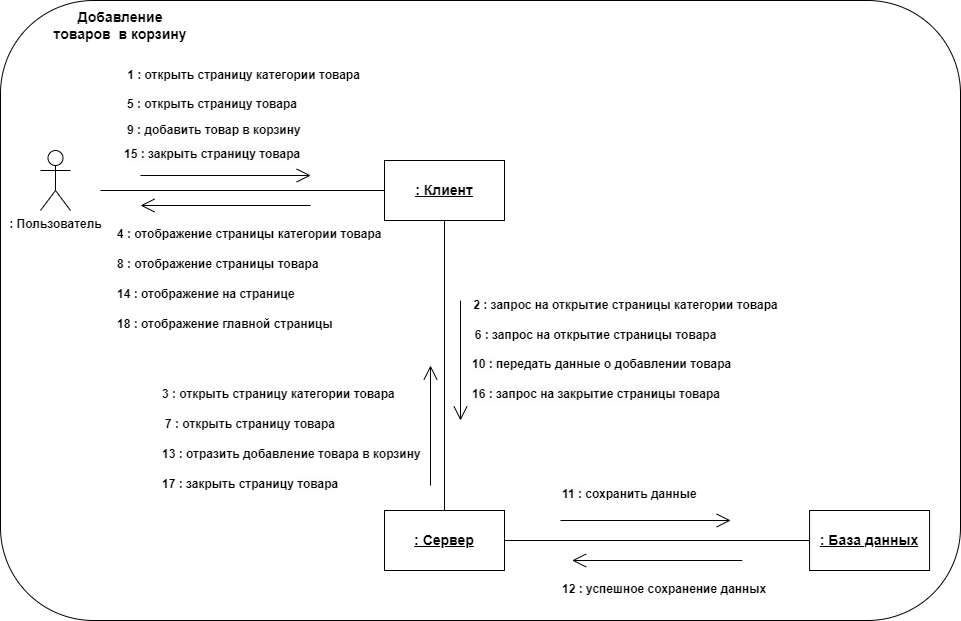 Добавление
товаров в корзину
1 : открыть страницу категории товара
5 : открыть страницу товара
9 : добавить товар в корзину
15 : закрыть страницу товара
: Пользователь
: Клиент
4 : отображение страницы категории товара
8 : отображение страницы товара
14 : отображение на странице
18 : отображение главной страницы
2 : запрос на открытие страницы категории товара
6 : запрос на открытие страницы товара
10 : передать данные о добавлении товара
16 : запрос на закрытие страницы товара
3 : открыть страницу категории товара
7 : открыть страницу товара
13 : отразить добавление товара в корзину
17 : закрыть страницу товара
11 : сохранить данные
: Сервер
: База данных
12 : успешное сохранение данных